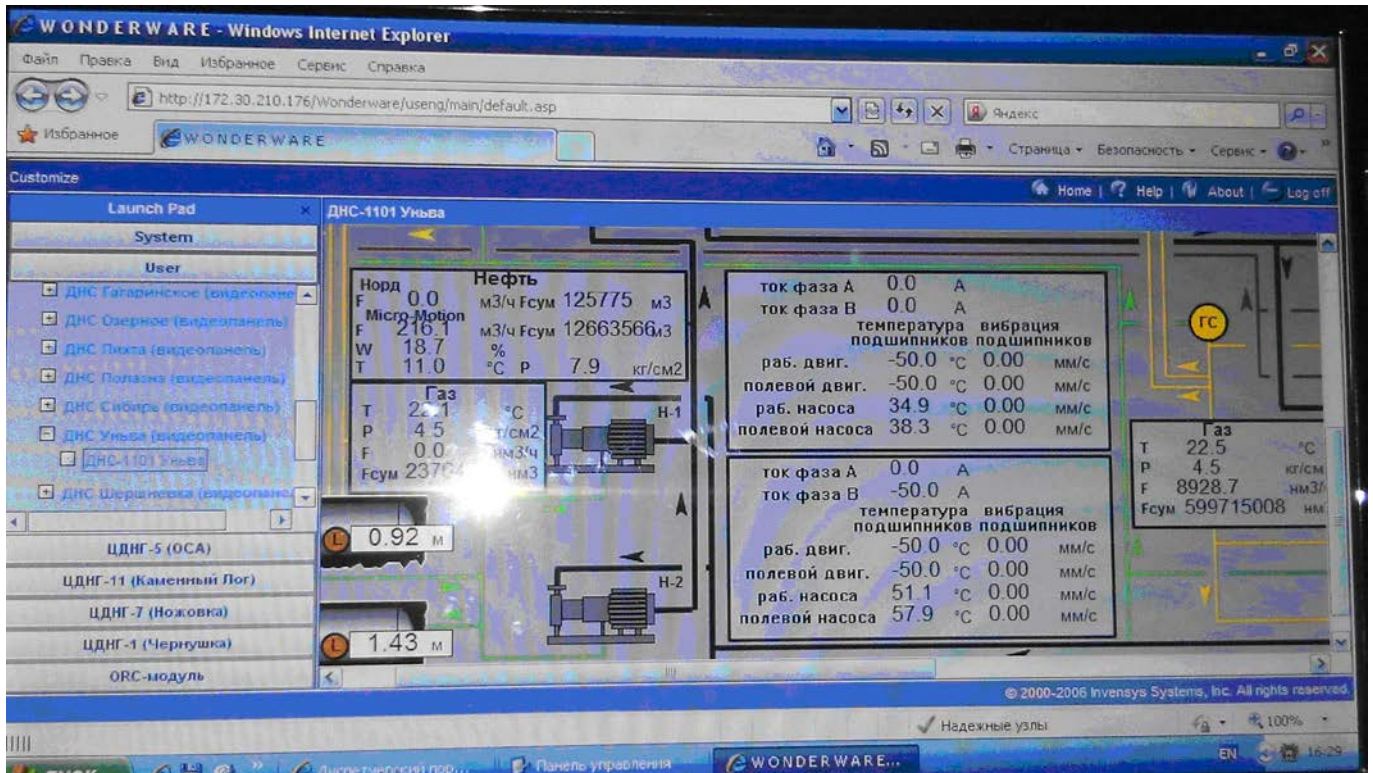 WONDERWARE - Windows Internet Explorer
Файл Правка Вид Избранное Сервис Справка
http://172.30.210.176/Wonderware/useng/main/default.asp
Яндекс
Избранное
WONDERWARE
Страница Безопасность Сервис
Customize
Home | ? Help | About | Log off
Launch Pad
ДНС-1101 Уньва
System
User
ДНС Гагаринское (видеопане
ДНС Озерное (видеопанель)
ДНС Пихта (видеопанель)
ДНС Полазна (видеопанель)
ДНС Сибирь (видеопанель)
ДНС Уньва (видеопанель)
ДНС-1101 Уньва
ДНС Шершневка (видеопане
ЦДНГ-5 (ОСА)
ЦДНГ-11 (Каменный Лог)
ЦДНГ-7 (Ножовка)
ЦДНГ-1 (Чернушка)
ORC-модуль
Норд Нефть
F 0.0 м3/ч Fсум 125775 м3
Micro-Motion
F 216.1 м3/ч Fсум 12663566 м3
W 18.7 %
T 11.0 °C P 7.9 кг/см2
Газ
T °C
P 4.5 г/см2
F 0.0 нм3/ч
Fсум нм3
H-1
0.92 м
H-2
1.43 м
L
L
ток фаза А 0.0 А
ток фаза В 0.0 А
температура вибрация
подшипников подшипников
раб. двиг. -50.0 °C 0.00 мм/с
полевой двиг. -50.0 °C 0.00 мм/с
раб. насоса 34.9 °C 0.00 мм/с
полевой насоса 38.3 °C 0.00 мм/с
ток фаза А 0.0 А
ток фаза В -50.0 А
температура вибрация
подшипников подшипников
раб. двиг. -50.0 °C 0.00 мм/с
полевой двиг. -50.0 °C 0.00 мм/с
раб. насоса 51.1 °C 0.00 мм/с
полевой насоса 57.9 °C 0.00 мм/с
ГС
Газ
T 22.5 °C
P 4.5 кг/см
F 8928.7 нм3/
Fсум 599715008 нм
© 2000-2006 Invensys Systems, Inc. All rights reserved.
Надежные узлы
100%
Панель управления
WONDERWARE...
EN
16:29